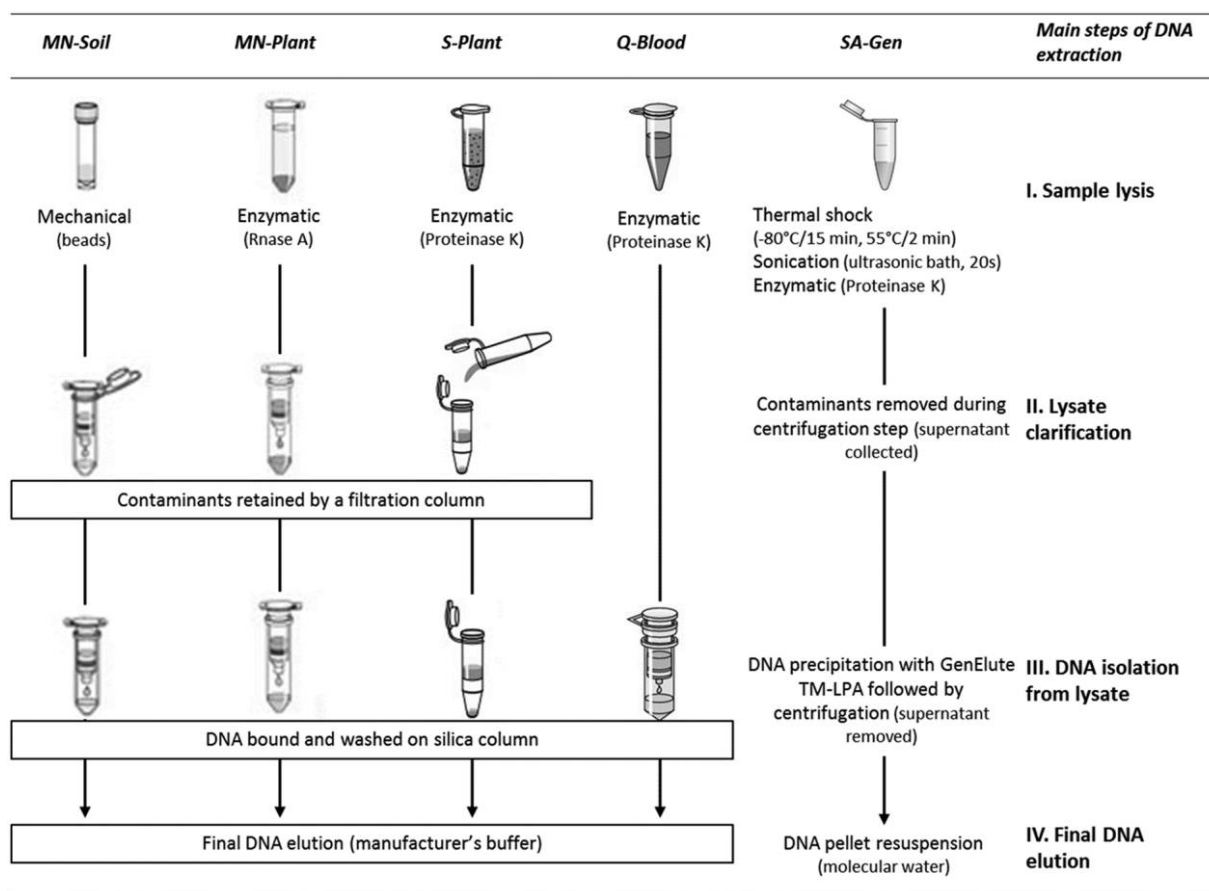 MN-Soil
MN-Plant
S-Plant
Q-Blood
SA-Gen
Main steps of DNA
extraction
Mechanical
(beads)
Enzymatic
(Rnase A)
Enzymatic
(Proteinase K)
Enzymatic
(Proteinase K)
Thermal shock
(-80°C/15 min, 55°C/2 min)
Sonication (ultrasonic bath, 20s)
Enzymatic (Proteinase K)
I. Sample lysis
Contaminants retained by a filtration column
Contaminants removed during
centrifugation step (supernatant
collected)
II. Lysate
clarification
DNA bound and washed on silica column
DNA precipitation with GenElute
TM-LPA followed by
centrifugation (supernatant
removed)
III. DNA isolation
from lysate
Final DNA elution (manufacturer's buffer)
DNA pellet resuspension
(molecular water)
IV. Final DNA
elution